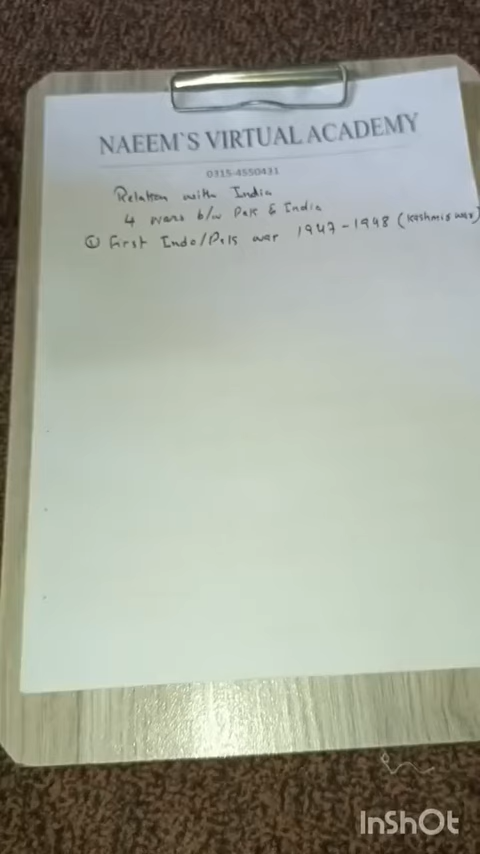 NAEEM`S VIRTUAL ACADEMY
0315-4550431
Relation with India
4 wars b/w Pak & India
① First Indo/Pak war 1947-1948 (Kashmir war)
InShOt